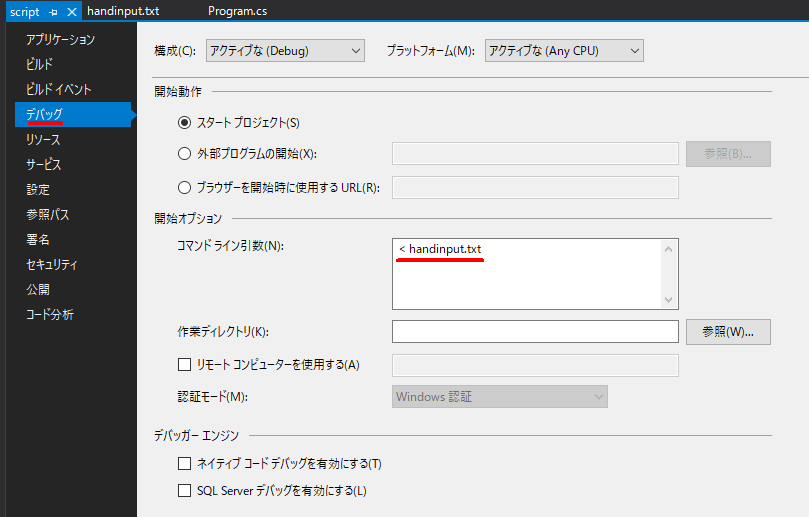 script handinput.txt Program.cs
アプリケーション
ビルド
ビルド イベント
デバッグ
リソース
サービス
設定
参照パス
署名
セキュリティ
公開
コード分析
構成(C): アクティブな (Debug) プラットフォーム(M): アクティブな (Any CPU)
開始動作
スタート プロジェクト(S)
外部プログラムの開始(X): 参照(B)...
ブラウザーを開始時に使用する URL(R):
開始オプション
コマンド ライン引数(N): < handinput.txt
作業ディレクトリ(K): 参照(W)...
リモート コンピューターを使用する(A)
認証モード(M): Windows 認証
デバッガー エンジン
ネイティブ コード デバッグを有効にする(T)
SQL Server デバッグを有効にする(L)